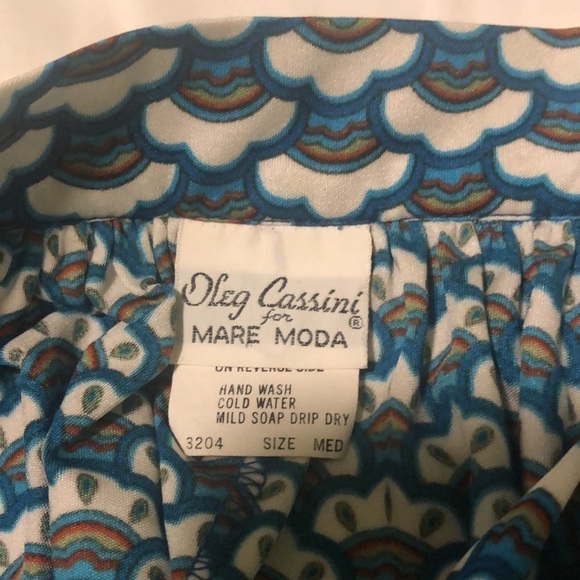 Oleg Cassini
for ®
MARE MODA
ON REVERSE SIDE
HAND WASH
COLD WATER
MILD SOAP DRIP DRY
3204 SIZE MED